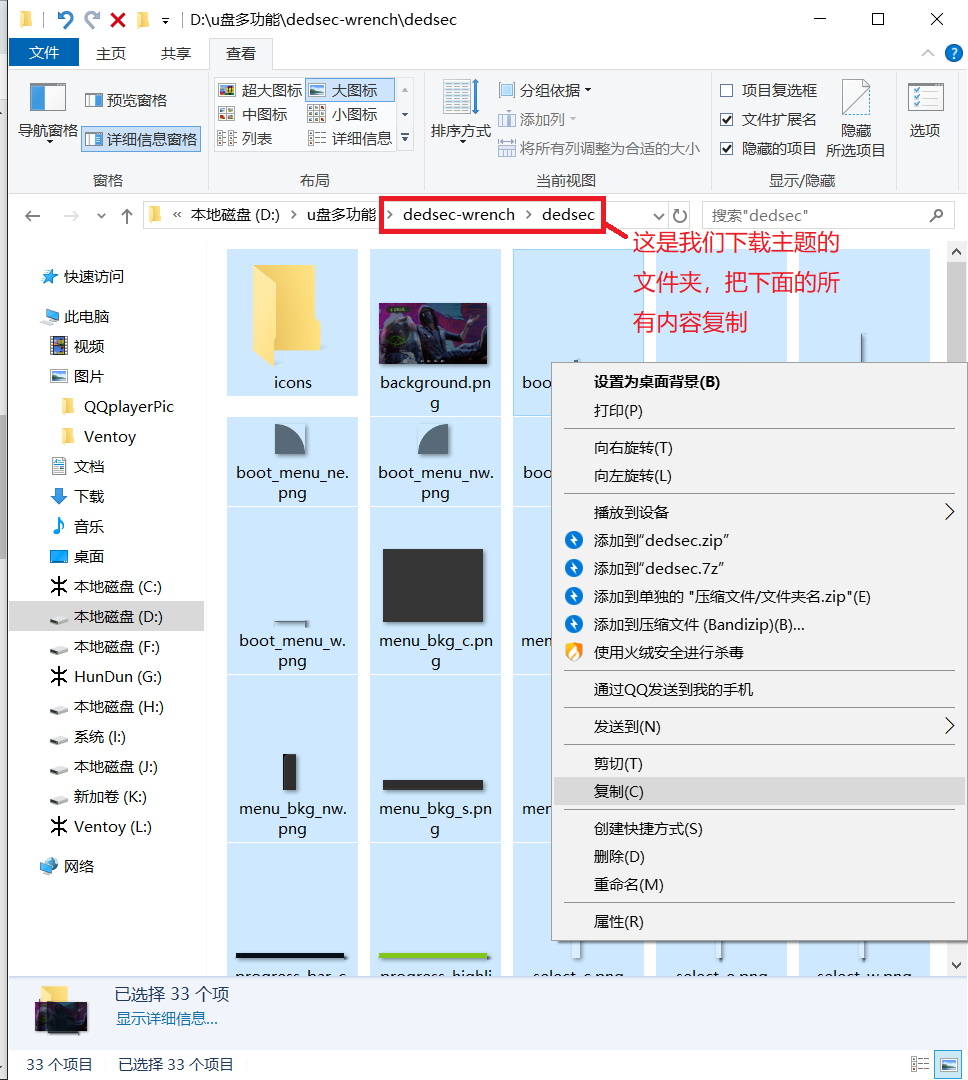 D:\u盘多功能\dedsec-wrench\dedsec
文件 主页 共享 查看
导航窗格
预览窗格
详细信息窗格
窗格
超大图标 大图标
中图标 小图标
列表 详细信息
布局
排序方式
分组依据
添加列
将所有列调整为合适的大小
当前视图
项目复选框
文件扩展名
隐藏的项目
隐藏
所选项目
显示/隐藏
选项
« 本地磁盘 (D:) › u盘多功能 › dedsec-wrench › dedsec
搜索"dedsec"
这是我们下载主题的
文件夹，把下面的所
有内容复制
快速访问
此电脑
视频
图片
QQplayerPic
Ventoy
文档
下载
音乐
桌面
本地磁盘 (C:)
本地磁盘 (D:)
本地磁盘 (F:)
HunDun (G:)
本地磁盘 (H:)
系统 (I:)
本地磁盘 (J:)
新加卷 (K:)
Ventoy (L:)
网络
icons
background.pn
g
boo
boot_menu_ne.
png
boot_menu_nw.
png
boo
boot_menu_w.
png
menu_bkg_c.pn
g
men
menu_bkg_nw.
png
menu_bkg_s.pn
g
men
progress_bar_c
progress_highli
select_c.png
select_e.png
select_w.png
设置为桌面背景(B)
打印(P)
向右旋转(T)
向左旋转(L)
播放到设备
添加到“dedsec.zip”
添加到“dedsec.7z”
添加到单独的 "压缩文件/文件夹名.zip"(E)
添加到压缩文件 (Bandizip)(B)...
使用火绒安全进行杀毒
通过QQ发送到我的手机
发送到(N)
剪切(T)
复制(C)
创建快捷方式(S)
删除(D)
重命名(M)
属性(R)
已选择 33 个项
显示详细信息...
33 个项目 已选择 33 个项目